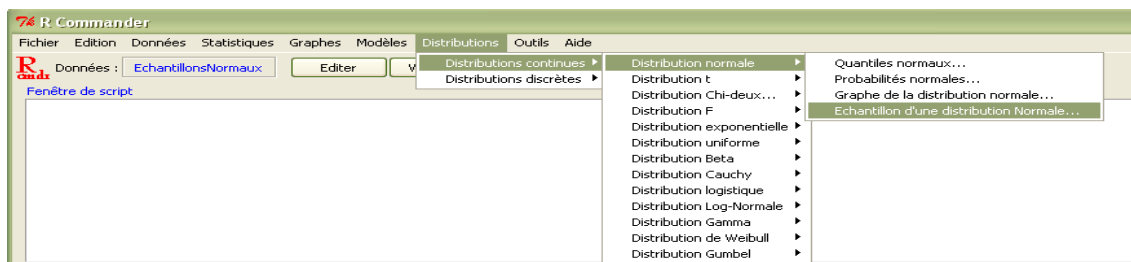 R Commander
Fichier Edition Données Statistiques Graphes Modèles Distributions Outils Aide
R cmdr Données : EchantillonsNormaux Editer V
Distributions continues
Distributions discrètes
Fenêtre de script
Distribution normale
Distribution t
Distribution Chi-deux...
Distribution F
Distribution exponentielle
Distribution uniforme
Distribution Beta
Distribution Cauchy
Distribution logistique
Distribution Log-Normale
Distribution Gamma
Distribution de Weibull
Distribution Gumbel
Quantiles normaux...
Probabilités normales...
Graphe de la distribution normale...
Echantillon d'une distribution Normale...